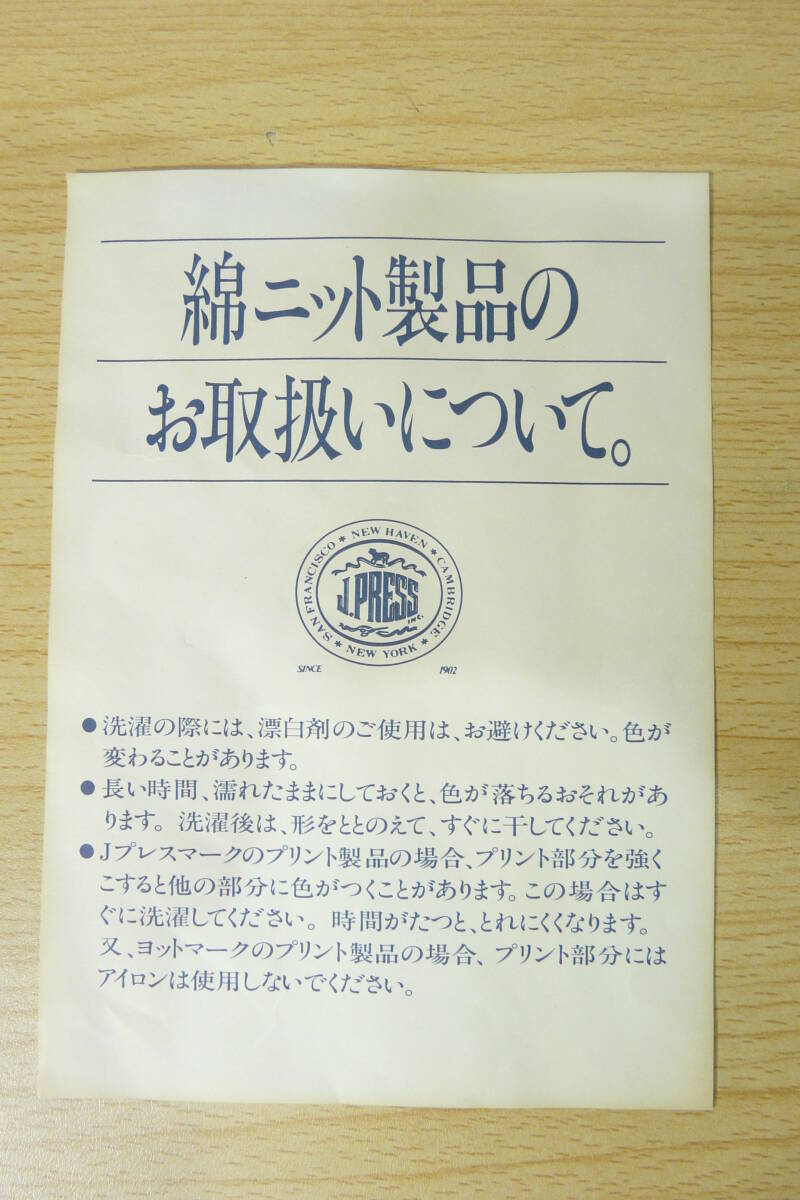 綿ニット製品の
お取扱いについて。
★ NEW HAVEN ★ CAMBRIDGE ★ NEW YORK ★ SAN FRANCISCO
J.PRESS
INC.
SINCE 1902
●洗濯の際には、漂白剤のご使用は、お避けください。色が
変わることがあります。
●長い時間、濡れたままにしておくと、色が落ちるおそれがあ
ります。洗濯後は、形をととのえて、すぐに干してください。
●Jプレスマークのプリント製品の場合、プリント部分を強く
こすると他の部分に色がつくことがあります。この場合はす
ぐに洗濯してください。時間がたつと、とれにくくなります。
又、ヨットマークのプリント製品の場合、プリント部分には
アイロンは使用しないでください。